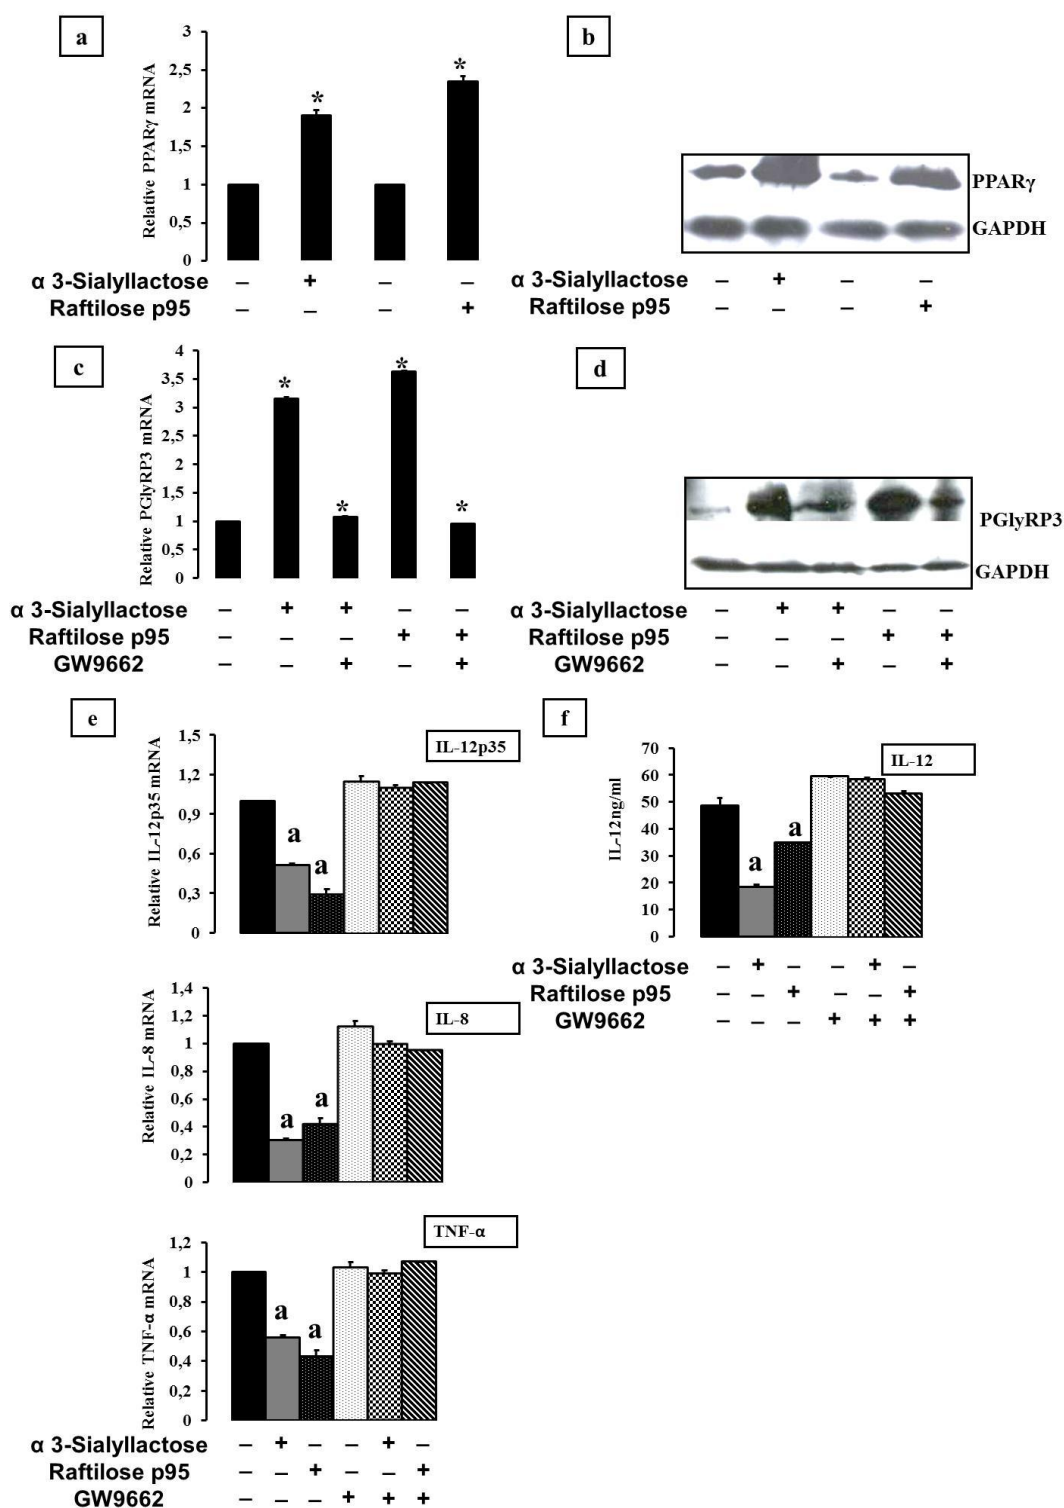 a
Relative PPARγ mRNA
3
2,5
2
1,5
1
0,5
0
*
*
α 3-Sialyllactose – + – –
Raftilose p95 – – – +
b
PPARγ
GAPDH
α 3-Sialyllactose – + – –
Raftilose p95 – – – +
c
Relative PGlyRP3 mRNA
4
3,5
3
2,5
2
1,5
1
0,5
0
*
*
*
*
α 3-Sialyllactose – + + – –
Raftilose p95 – – – + +
GW9662 – – + – +
d
PGlyRP3
GAPDH
α 3-Sialyllactose – + + – –
Raftilose p95 – – – + +
GW9662 – – + – +
e
IL-12p35
Relative IL-12p35 mRNA
1,5
1,2
0,9
0,6
0,3
0
a
a
IL-8
Relative IL-8 mRNA
1,4
1,2
1
0,8
0,6
0,4
0,2
0
a
a
TNF-α
Relative TNF-α mRNA
1,2
1
0,8
0,6
0,4
0,2
0
a
a
α 3-Sialyllactose – + – – + –
Raftilose p95 – – + – – +
GW9662 – – – + + +
f
IL-12
IL-12ng/ml
70
60
50
40
30
20
10
0
a
a
α 3-Sialyllactose – + – – + –
Raftilose p95 – – + – – +
GW9662 – – – + + +